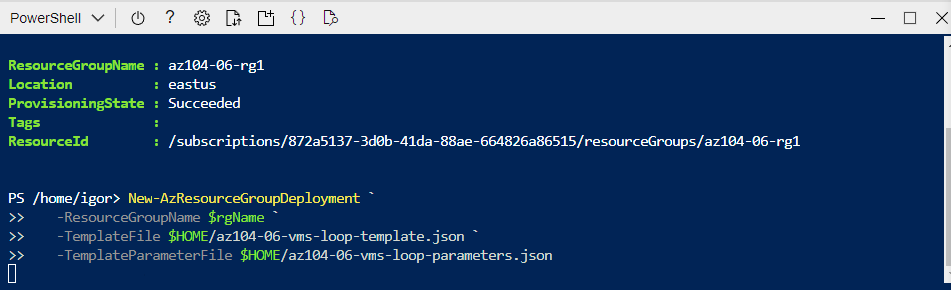 PowerShell
ResourceGroupName : az104-06-rg1
Location          : eastus
ProvisioningState : Succeeded
Tags              :
ResourceId        : /subscriptions/872a5137-3d0b-41da-88ae-664826a86515/resourceGroups/az104-06-rg1
PS /home/igor> New-AzResourceGroupDeployment `
>>    -ResourceGroupName $rgName `
>>    -TemplateFile $HOME/az104-06-vms-loop-template.json `
>>    -TemplateParameterFile $HOME/az104-06-vms-loop-parameters.json